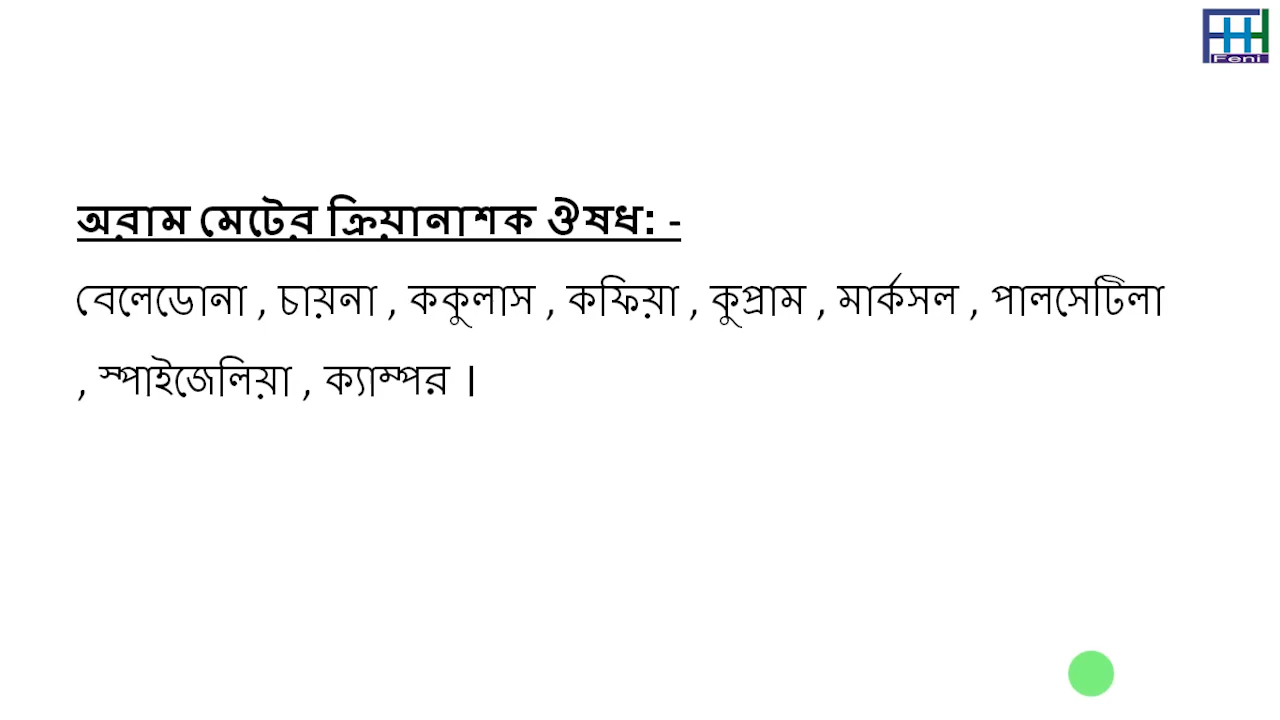 Feni
অরাম মেটের ক্রিয়ানাশক ঔষধ: -
বেলেডোনা , চায়না , ককুলাস , কফিয়া , কুপ্রাম , মার্কসল , পালসেটিলা
, স্পাইজেলিয়া , ক্যাম্পর ।